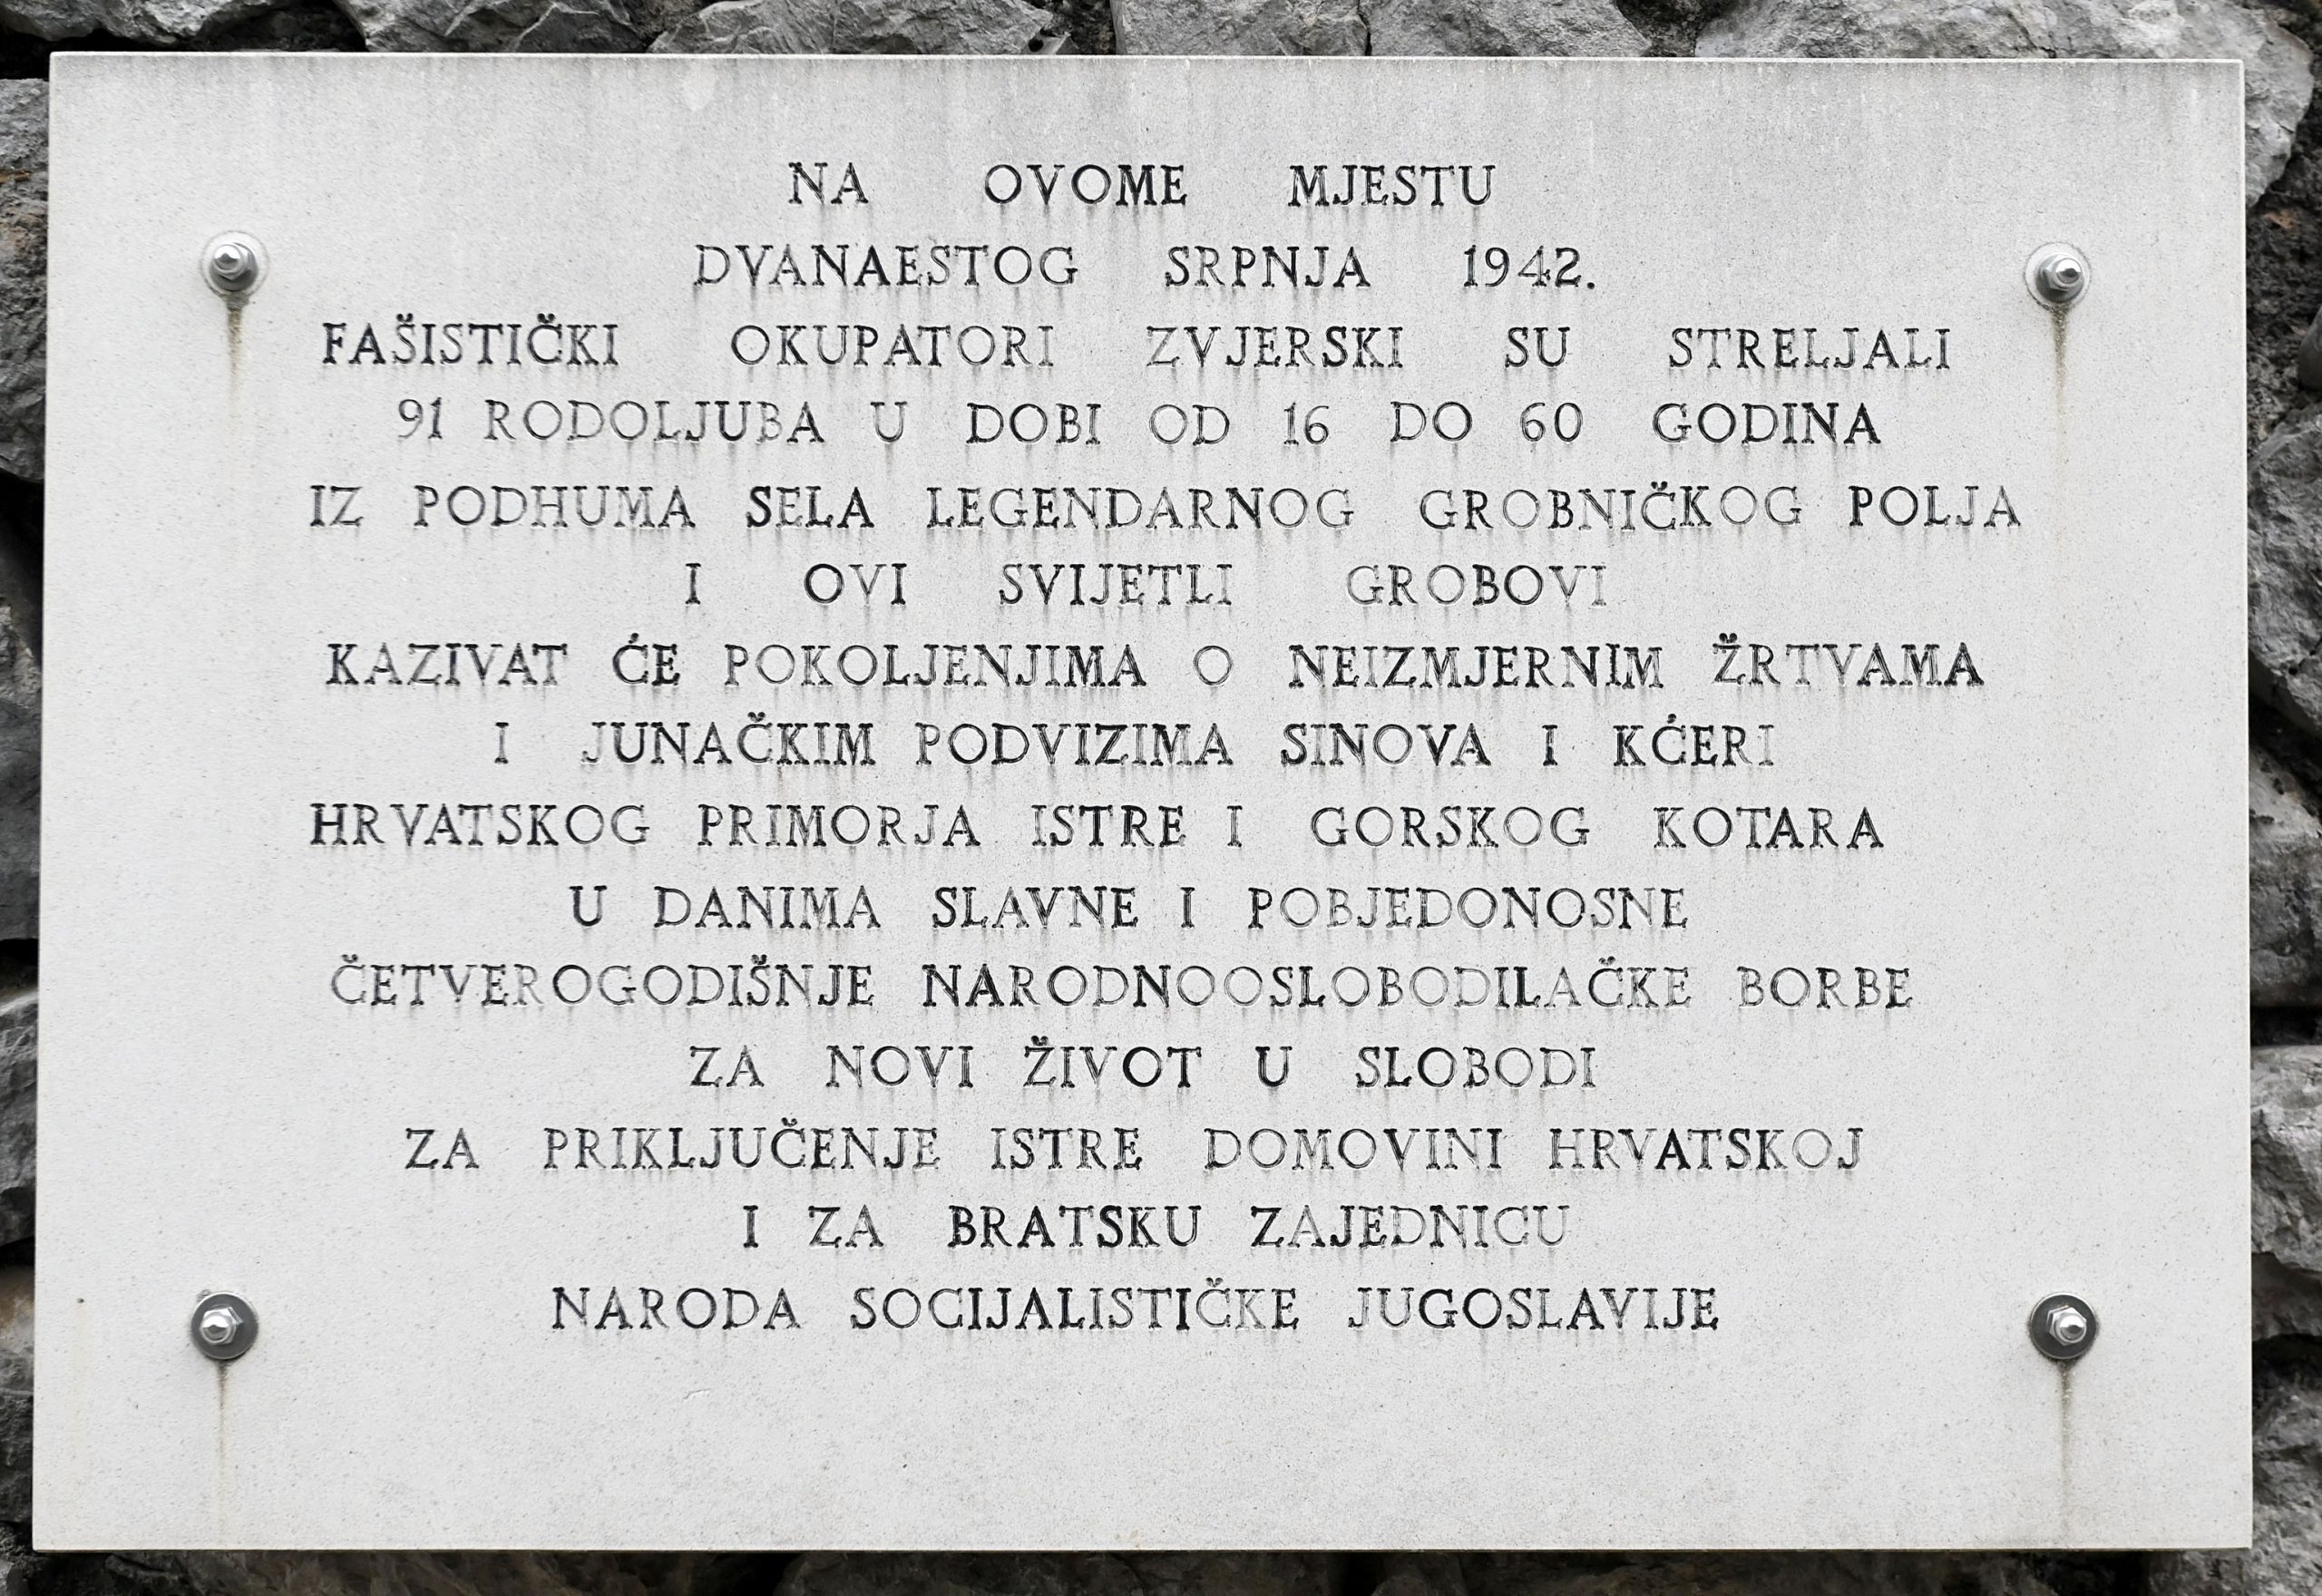 NA OVOME MJESTU
DVANAESTOG SRPNJA 1942.
FAŠISTIČKI OKUPATORI ZVJERSKI SU STRELJALI
91 RODOLJUBA U DOBI OD 16 DO 60 GODINA
IZ PODHUMA SELA LEGENDARNOG GROBNIČKOG POLJA
I OVI SVIJETLI GROBOVI
KAZIVAT ĆE POKOLJENJIMA O NEIZMJERNIM ŽRTVAMA
I JUNAČKIM PODVIZIMA SINOVA I KĆERI
HRVATSKOG PRIMORJA ISTRE I GORSKOG KOTARA
U DANIMA SLAVNE I POBJEDONOSNE
ČETVEROGODIŠNJE NARODNOOSLOBODILAČKE BORBE
ZA NOVI ŽIVOT U SLOBODI
ZA PRIKLJUČENJE ISTRE DOMOVINI HRVATSKOJ
I ZA BRATSKU ZAJEDNICU
NARODA SOCIJALISTIČKE JUGOSLAVIJE